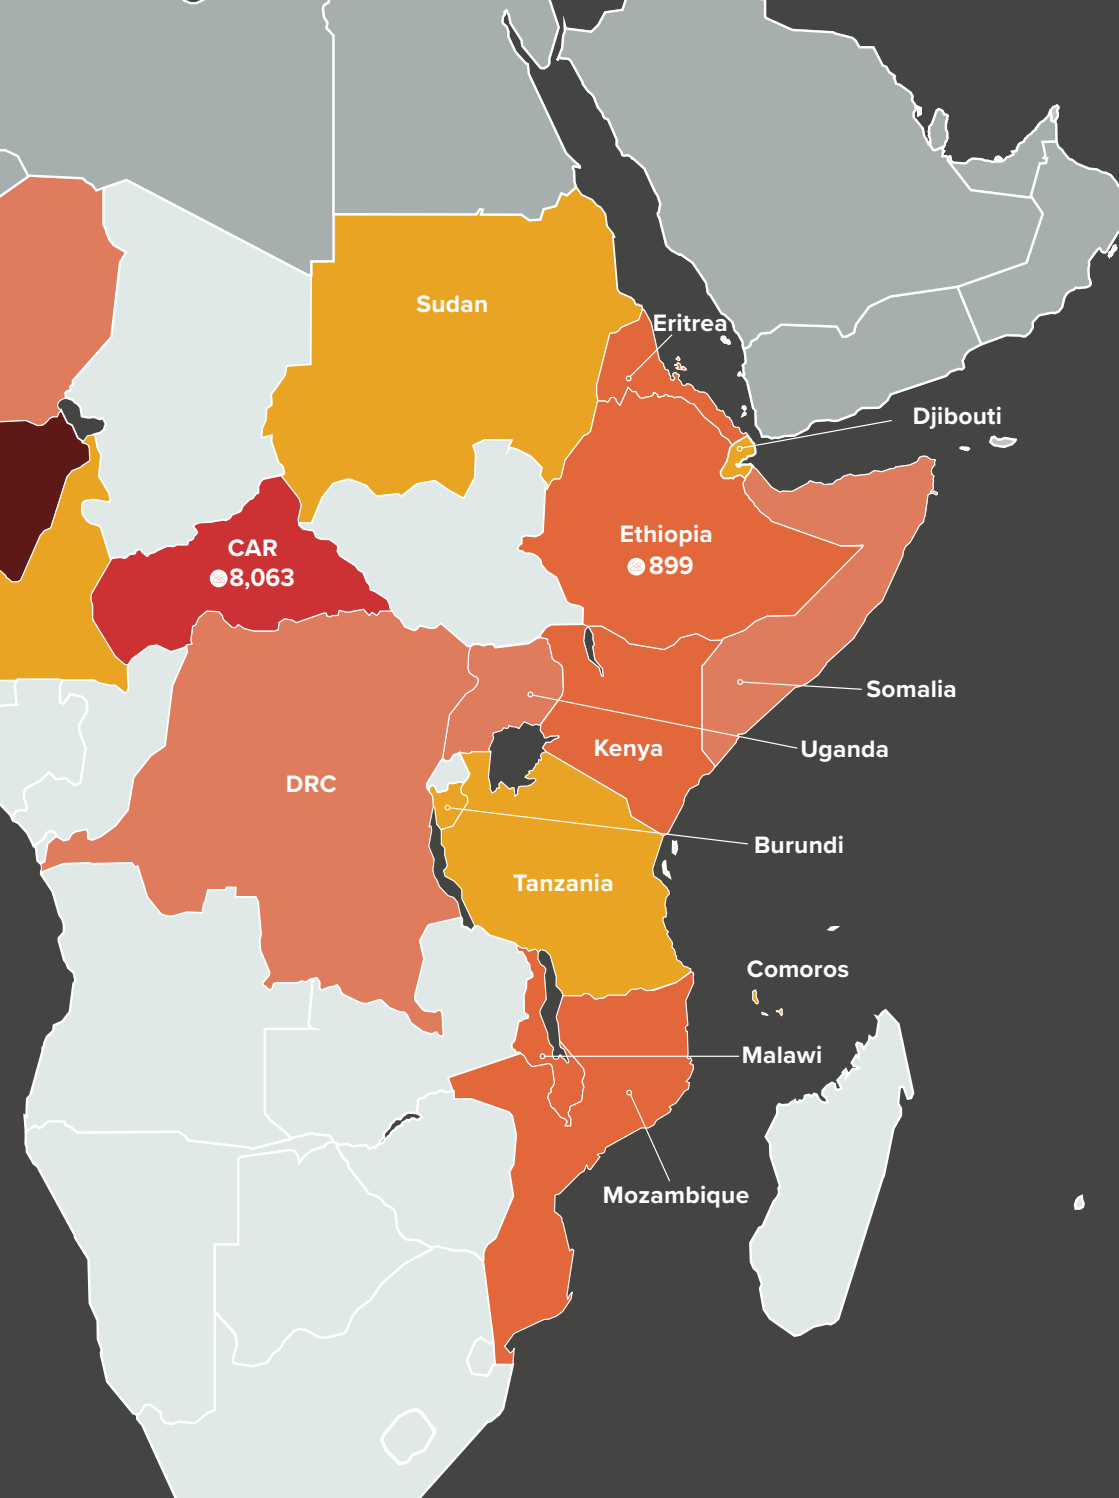 Sudan
Eritrea
Djibouti
Ethiopia
899
CAR
8,063
Somalia
Uganda
Kenya
DRC
Burundi
Tanzania
Comoros
Malawi
Mozambique